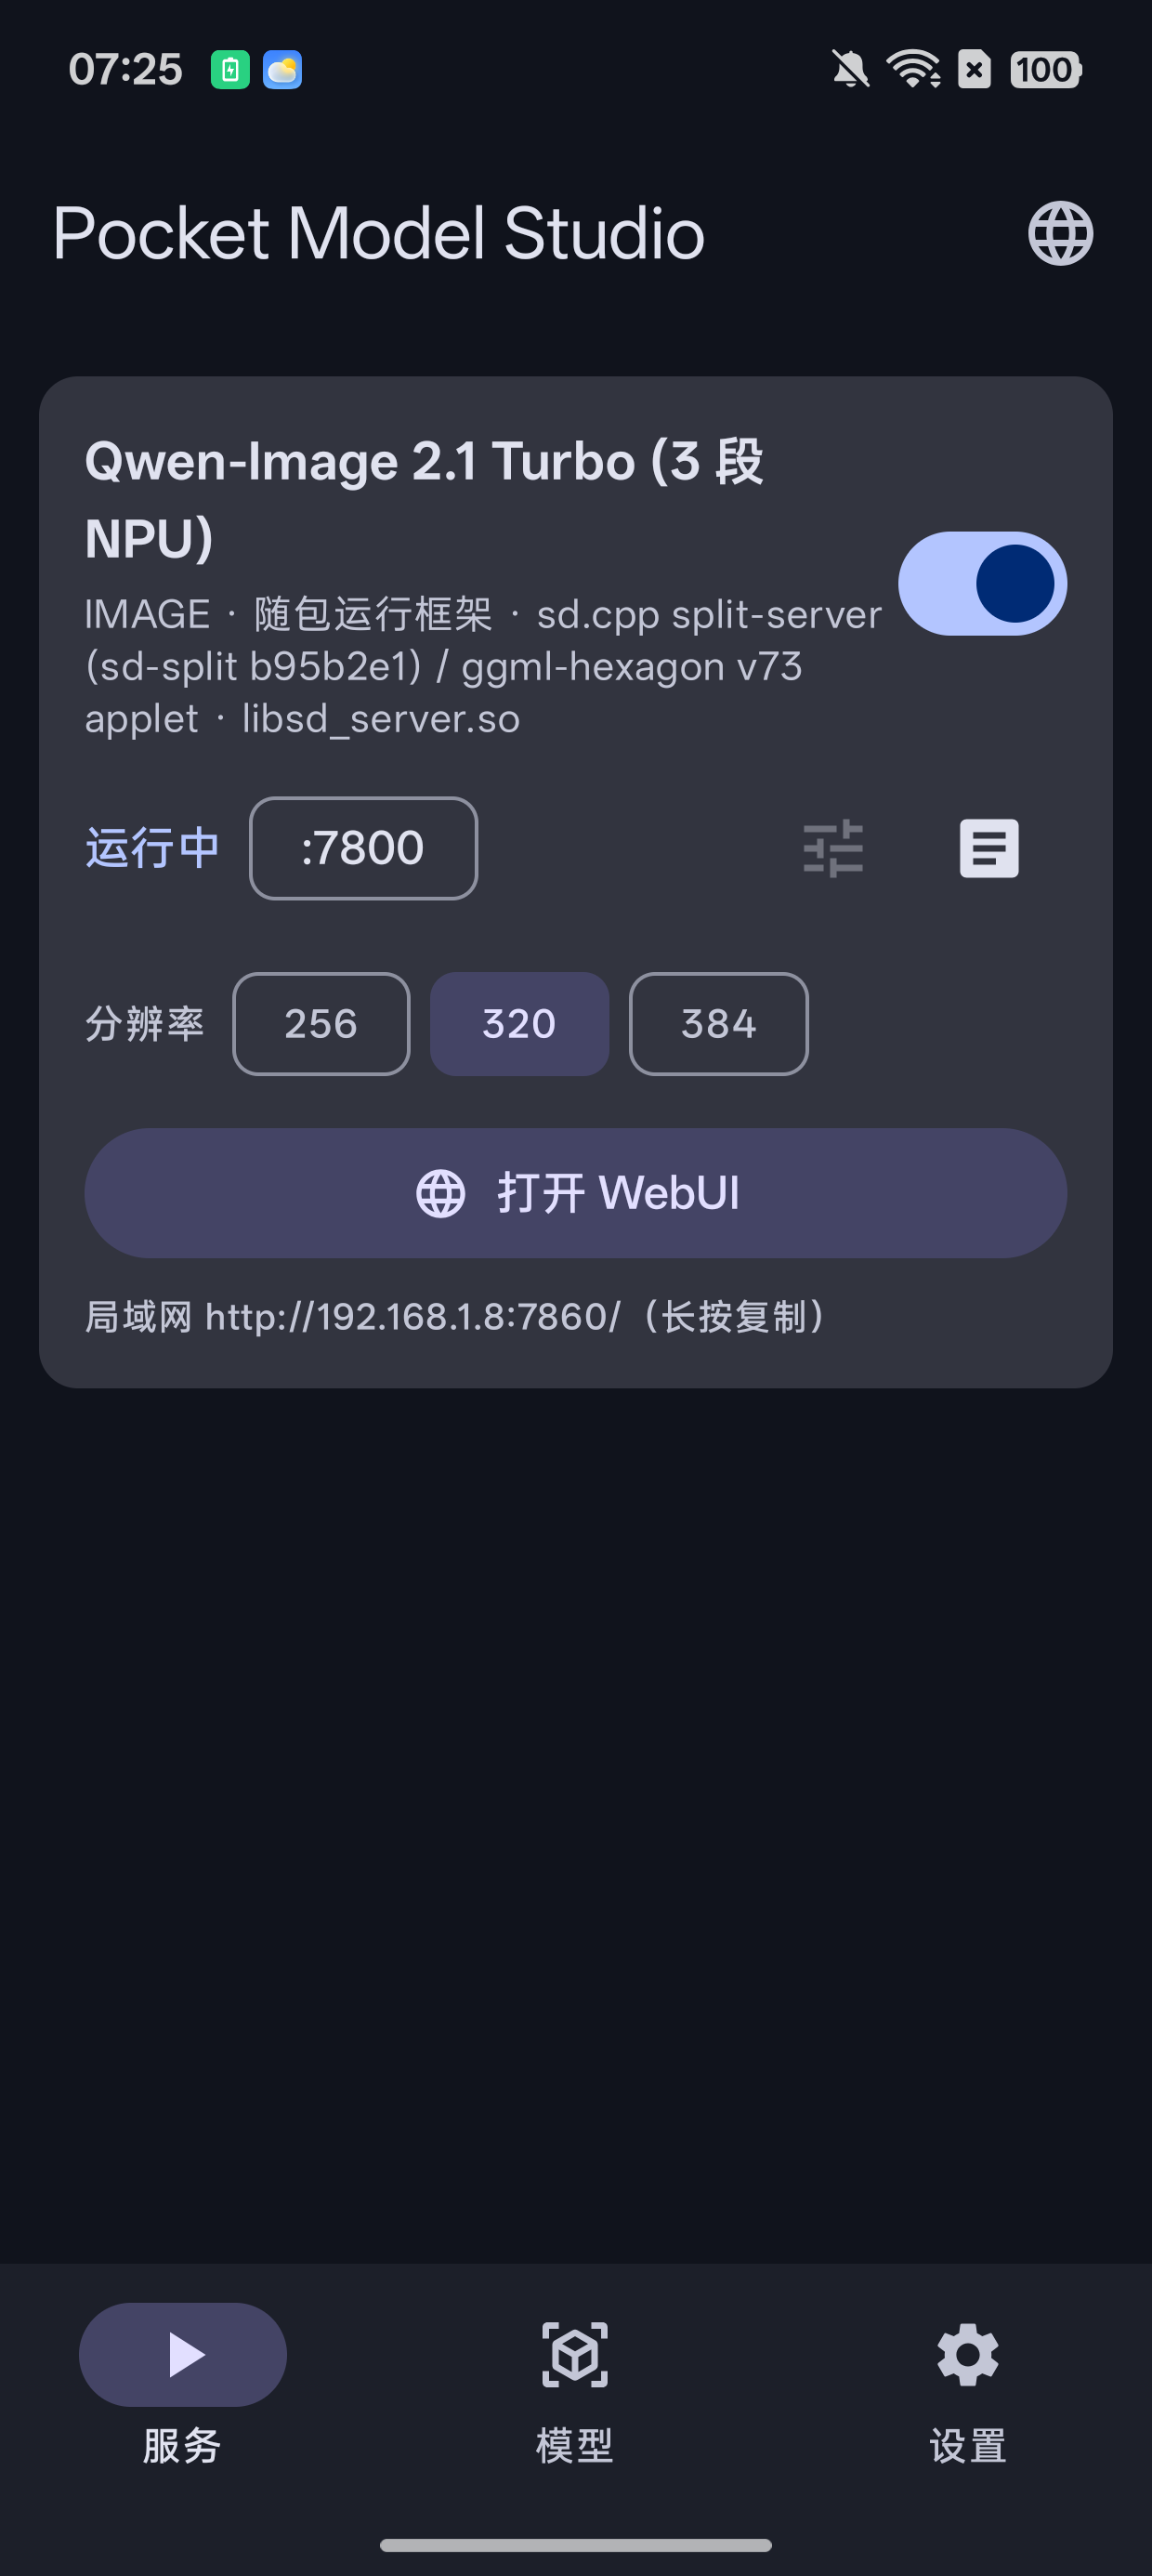 07:25
100
Pocket Model Studio
Qwen-Image 2.1 Turbo (3 段
NPU)
IMAGE · 随包运行框架 · sd.cpp split-server
(sd-split b95b2e1) / ggml-hexagon v73
applet · libsd_server.so
运行中 :7800
分辨率 256 320 384
打开 WebUI
局域网 http://192.168.1.8:7860/（长按复制）
服务 模型 设置